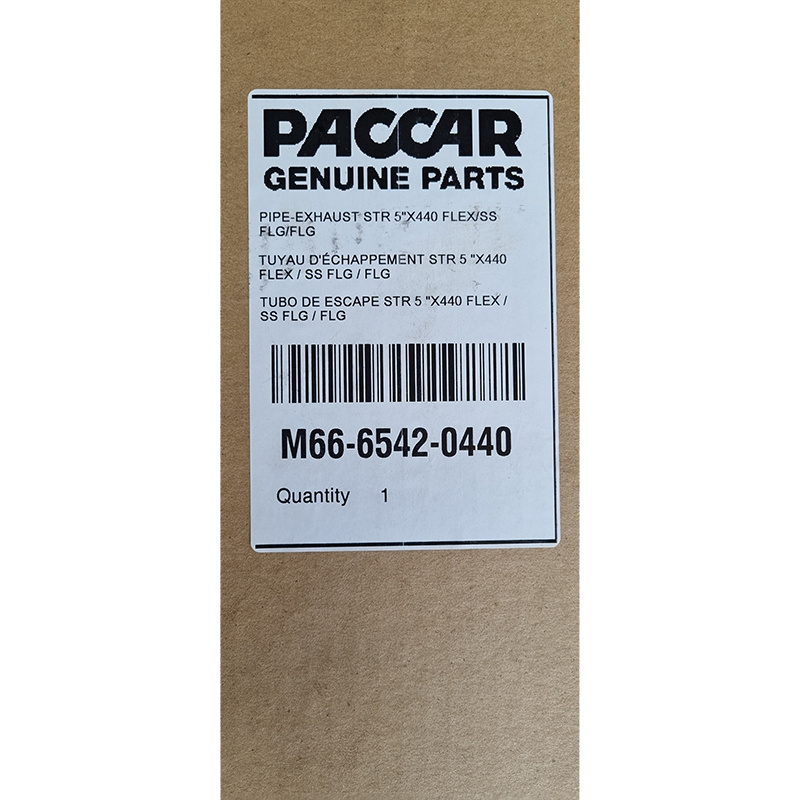 PACCAR
GENUINE PARTS
PIPE-EXHAUST STR 5"X440 FLEX/SS
FLG/FLG
TUYAU D'ÉCHAPPEMENT STR 5 "X440
FLEX / SS FLG / FLG
TUBO DE ESCAPE STR 5 "X440 FLEX /
SS FLG / FLG
M66-6542-0440
Quantity 1